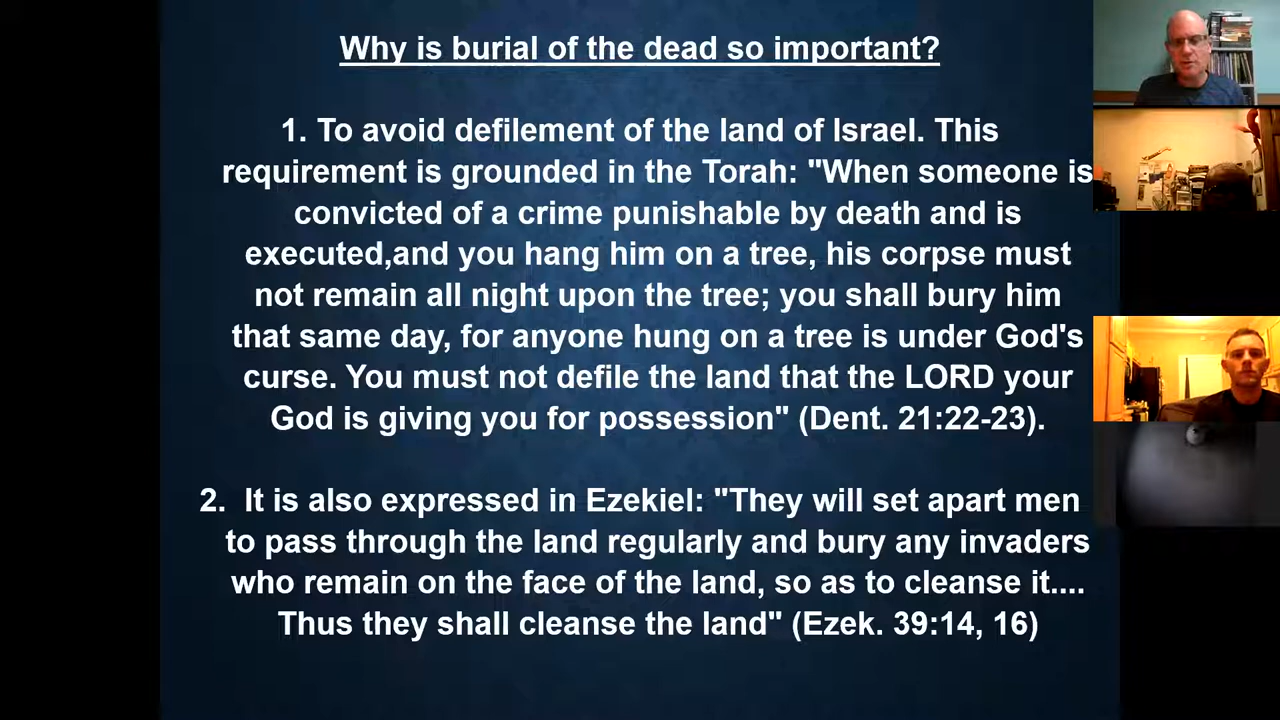 Why is burial of the dead so important?
1. To avoid defilement of the land of Israel. This
requirement is grounded in the Torah: "When someone is
convicted of a crime punishable by death and is
executed,and you hang him on a tree, his corpse must
not remain all night upon the tree; you shall bury him
that same day, for anyone hung on a tree is under God's
curse. You must not defile the land that the LORD your
God is giving you for possession" (Dent. 21:22-23).
2. It is also expressed in Ezekiel: "They will set apart men
to pass through the land regularly and bury any invaders
who remain on the face of the land, so as to cleanse it....
Thus they shall cleanse the land" (Ezek. 39:14, 16)